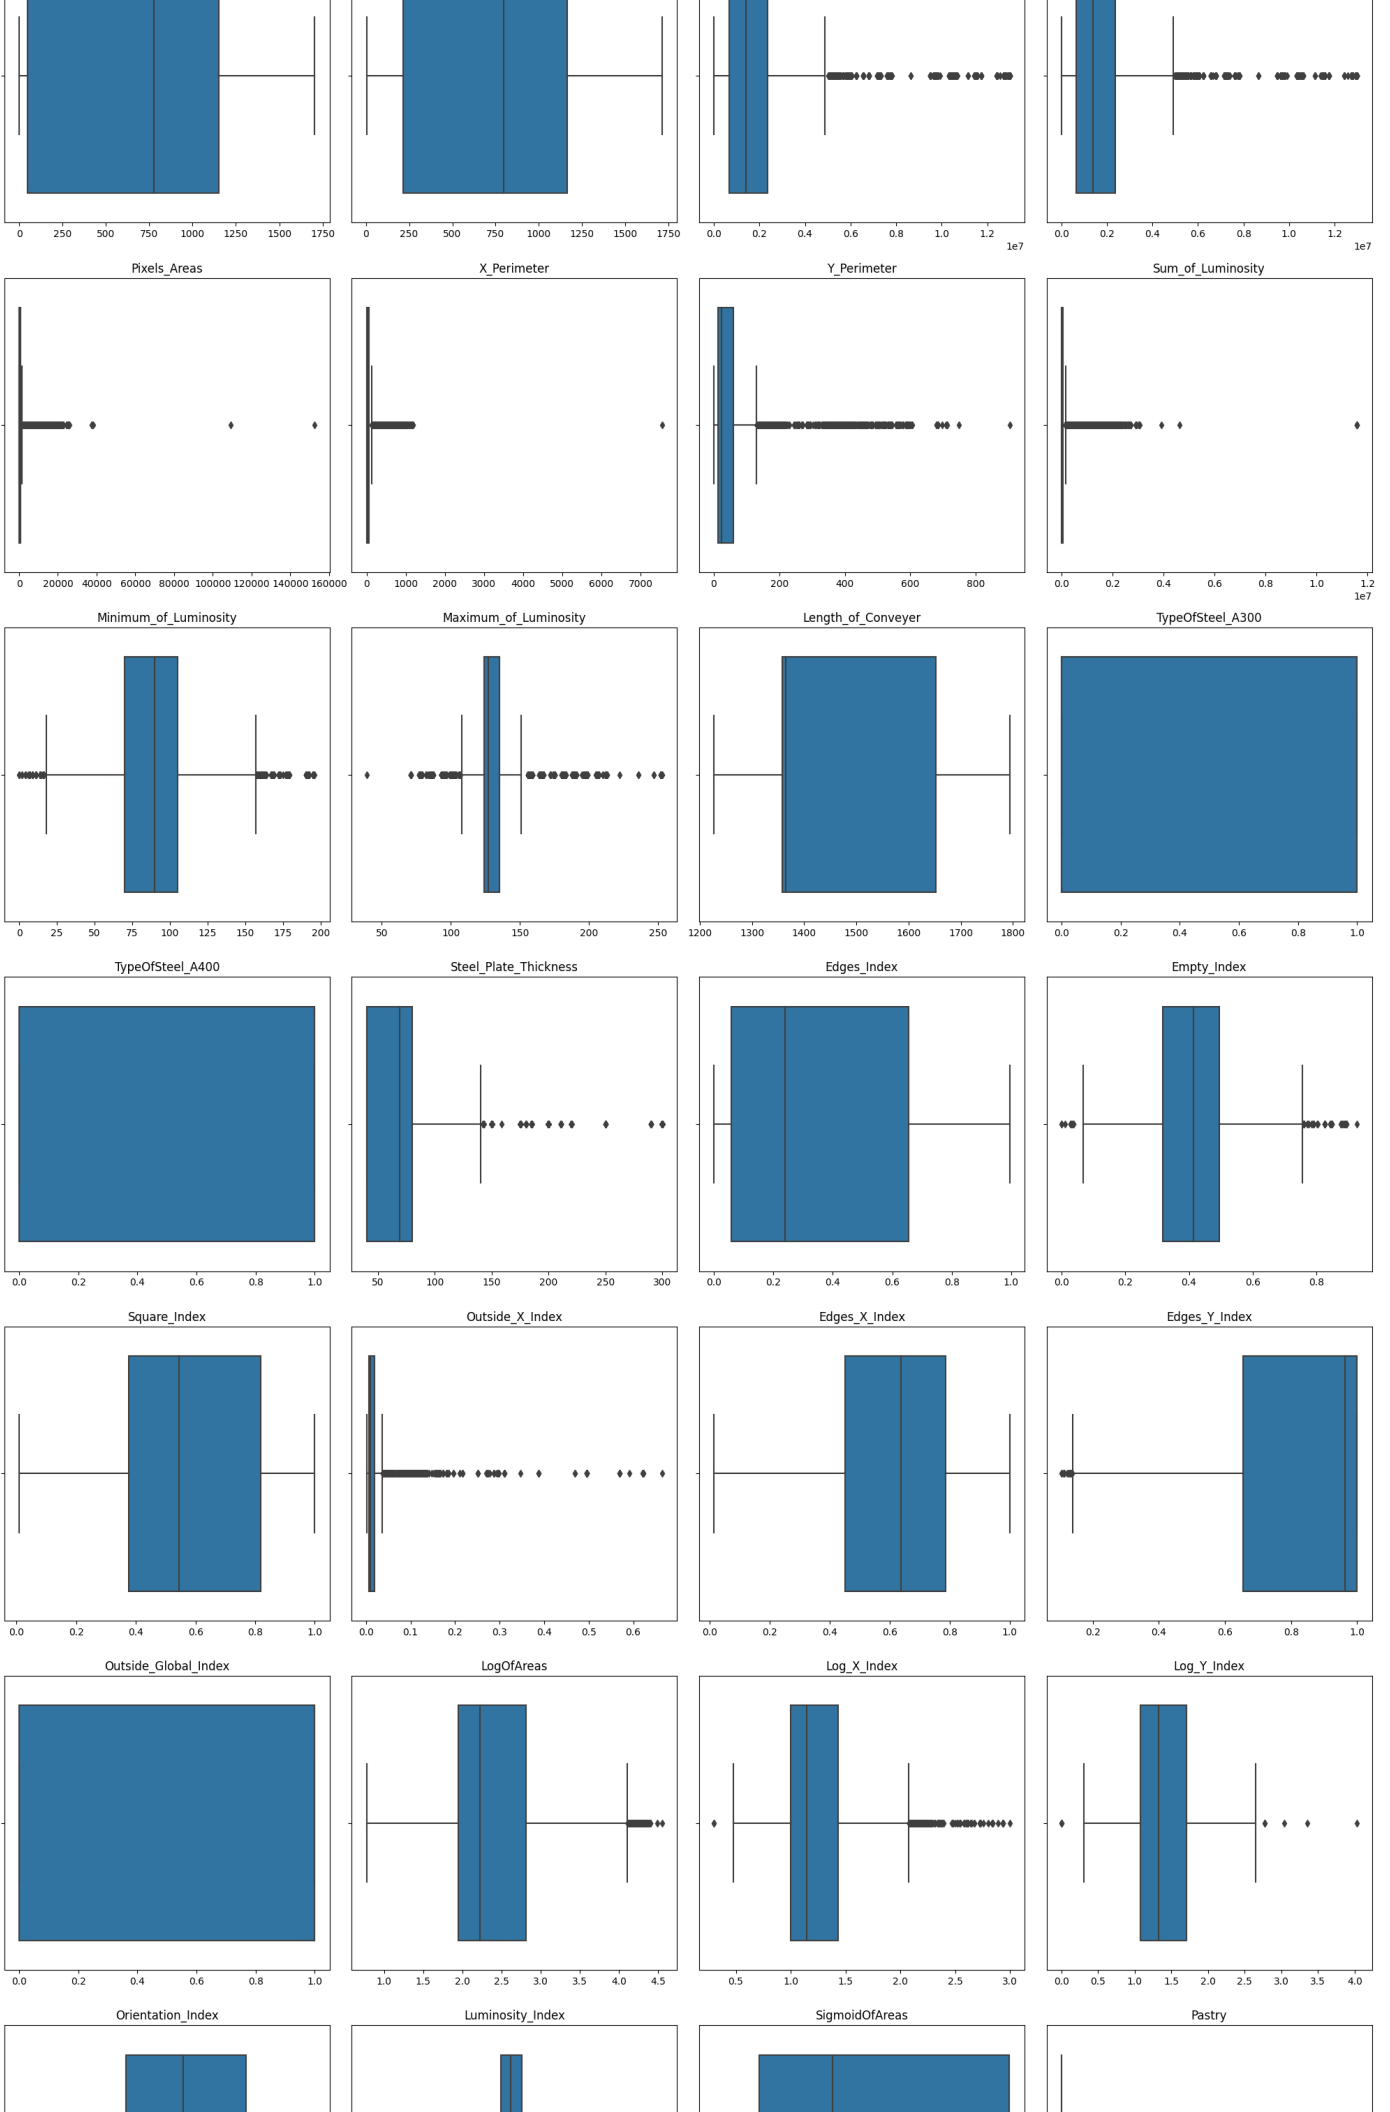 0 250 500 750 1000 1250 1500 1750 0 250 500 750 1000 1250 1500 1750 0.0 0.2 0.4 0.6 0.8 1.0 1.2 0.0 0.2 0.4 0.6 0.8 1.0 1.2
1e7 1e7
Pixels_Areas X_Perimeter Y_Perimeter Sum_of_Luminosity
0 20000 40000 60000 80000 100000 120000 140000 160000 0 1000 2000 3000 4000 5000 6000 7000 0 200 400 600 800 0.0 0.2 0.4 0.6 0.8 1.0 1.2
1e7
Minimum_of_Luminosity Maximum_of_Luminosity Length_of_Conveyer TypeOfSteel_A300
0 25 50 75 100 125 150 175 200 50 100 150 200 250 1200 1300 1400 1500 1600 1700 1800 0.0 0.2 0.4 0.6 0.8 1.0
TypeOfSteel_A400 Steel_Plate_Thickness Edges_Index Empty_Index
0.0 0.2 0.4 0.6 0.8 1.0 50 100 150 200 250 300 0.0 0.2 0.4 0.6 0.8 1.0 0.0 0.2 0.4 0.6 0.8
Square_Index Outside_X_Index Edges_X_Index Edges_Y_Index
0.0 0.2 0.4 0.6 0.8 1.0 0.0 0.1 0.2 0.3 0.4 0.5 0.6 0.0 0.2 0.4 0.6 0.8 1.0 0.2 0.4 0.6 0.8 1.0
Outside_Global_Index LogOfAreas Log_X_Index Log_Y_Index
0.0 0.2 0.4 0.6 0.8 1.0 1.0 1.5 2.0 2.5 3.0 3.5 4.0 4.5 0.5 1.0 1.5 2.0 2.5 3.0 0.0 0.5 1.0 1.5 2.0 2.5 3.0 3.5 4.0
Orientation_Index Luminosity_Index SigmoidOfAreas Pastry